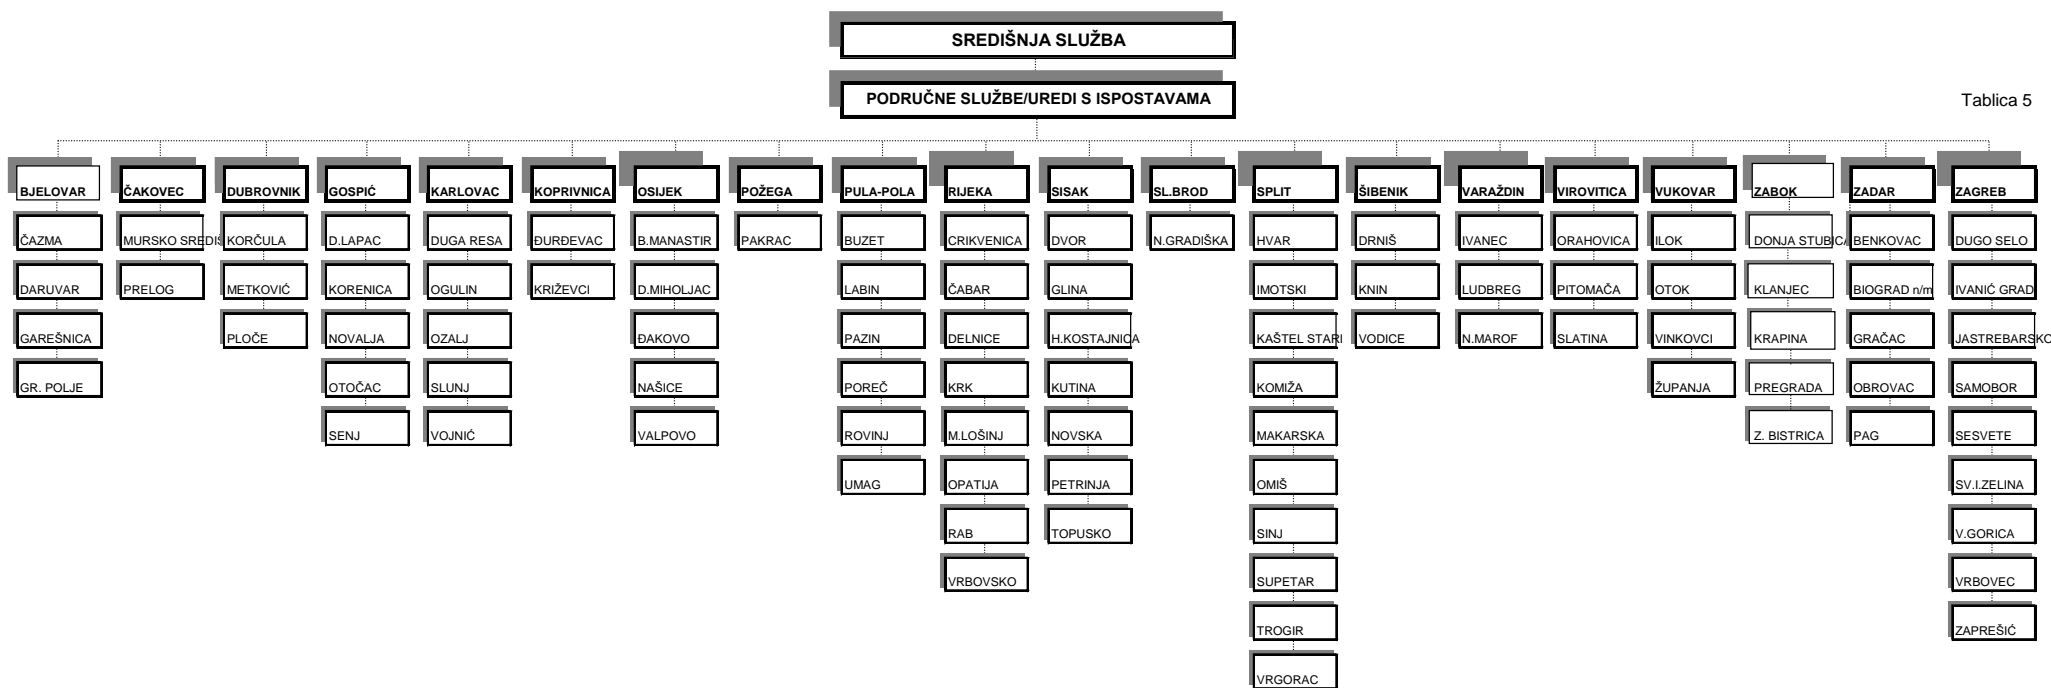 SREDIŠNJA SLUŽBA
PODRUČNE SLUŽBE/UREDI S ISPOSTAVAMA
Tablica 5
BJELOVAR
ČAZMA
DARUVAR
GAREŠNICA
GR. POLJE
ČAKOVEC
MURSKO SREDIŠ
PRELOG
DUBROVNIK
KORČULA
METKOVIĆ
PLOČE
GOSPIĆ
D.LAPAC
KORENICA
NOVALJA
OTOČAC
SENJ
KARLOVAC
DUGA RESA
OGULIN
OZALJ
SLUNJ
VOJNIĆ
KOPRIVNICA
ĐURĐEVAC
KRIŽEVCI
OSIJEK
B.MANASTIR
D.MIHOLJAC
ĐAKOVO
NAŠICE
VALPOVO
POŽEGA
PAKRAC
PULA-POLA
BUZET
LABIN
PAZIN
POREČ
ROVINJ
UMAG
RIJEKA
CRIKVENICA
ČABAR
DELNICE
KRK
M.LOŠINJ
OPATIJA
RAB
VRBOVSKO
SISAK
DVOR
GLINA
H.KOSTAJNICA
KUTINA
NOVSKA
PETRINJA
TOPUSKO
SL.BROD
N.GRADIŠKA
SPLIT
HVAR
IMOTSKI
KAŠTEL STARI
KOMIŽA
MAKARSKA
OMIŠ
SINJ
SUPETAR
TROGIR
VRGORAC
ŠIBENIK
DRNIŠ
KNIN
VODICE
VARAŽDIN
IVANEC
LUDBREG
N.MAROF
VIROVITICA
ORAHOVICA
PITOMAČA
SLATINA
VUKOVAR
ILOK
OTOK
VINKOVCI
ŽUPANJA
ZABOK
DONJA STUBICA
KLANJEC
KRAPINA
PREGRADA
Z. BISTRICA
ZADAR
BENKOVAC
BIOGRAD n/m
GRAČAC
OBROVAC
PAG
ZAGREB
DUGO SELO
IVANIĆ GRAD
JASTREBARSKO
SAMOBOR
SESVETE
SV.I.ZELINA
V.GORICA
VRBOVEC
ZAPREŠIĆ